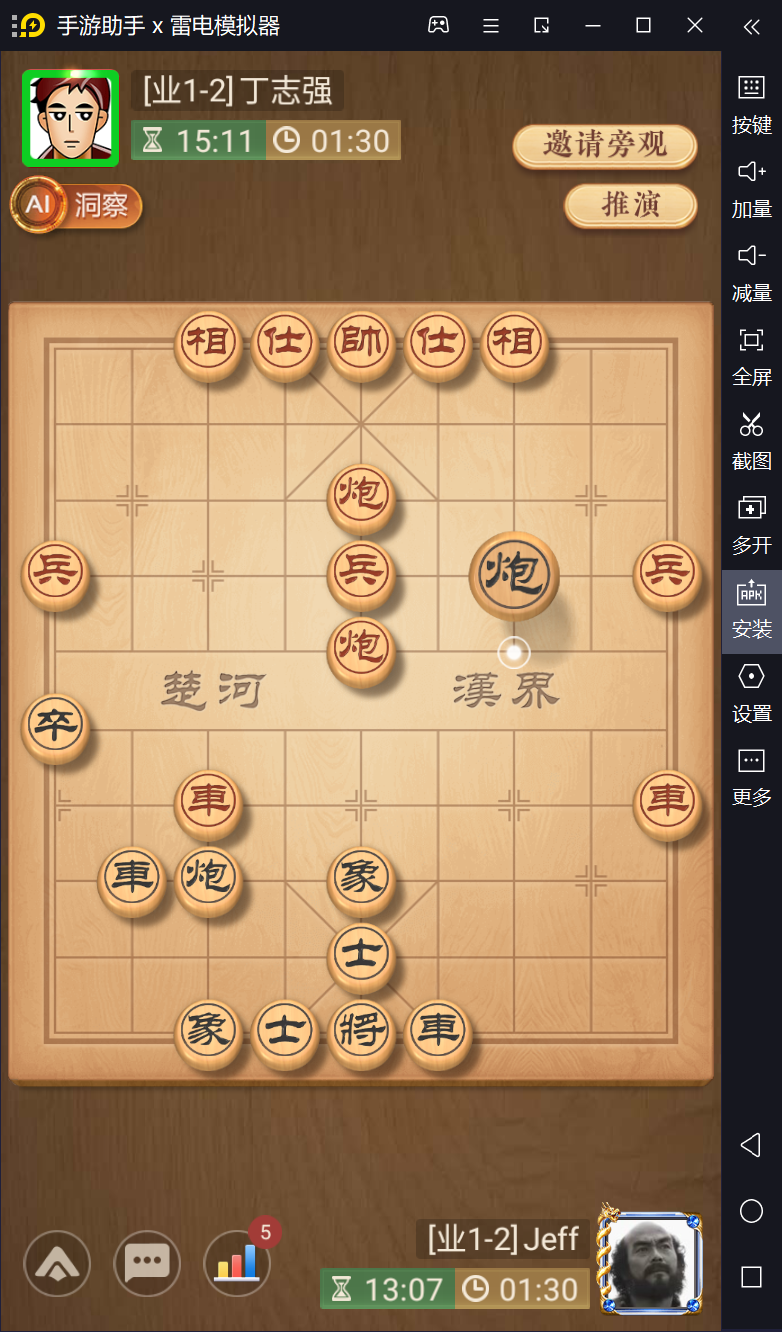 手游助手 x 雷电模拟器
[业1-2]丁志强
15:11 01:30
邀请旁观
AI 洞察
推演
相 仕 帥 仕 相
炮
兵 兵 炮 兵
炮
楚河 漢界
卒
車 車
車 炮 象
士
象 士 將 車
[业1-2]Jeff
5
13:07 01:30
按键
加量
减量
全屏
截图
多开
APK
安装
设置
更多